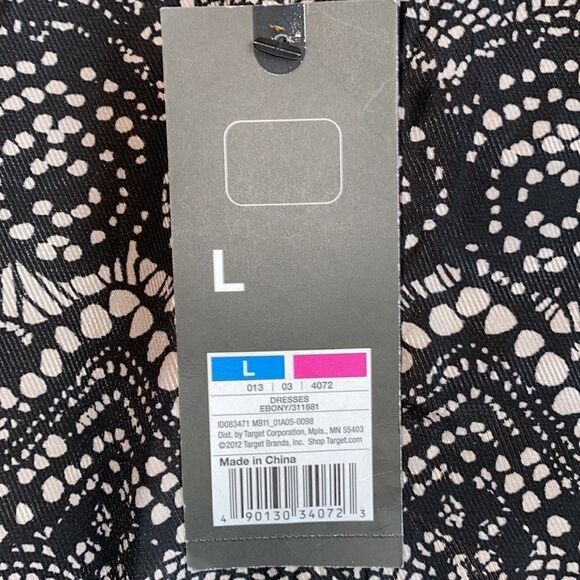 L
L
013 | 03 | 4072
DRESSES
EBONY/311681
ID083471 MB11_01A05-0098
Dist. by Target Corporation, Mpls., MN 55403
©2012 Target Brands, Inc. Shop Target.com
Made in China
4 90130 34072 3